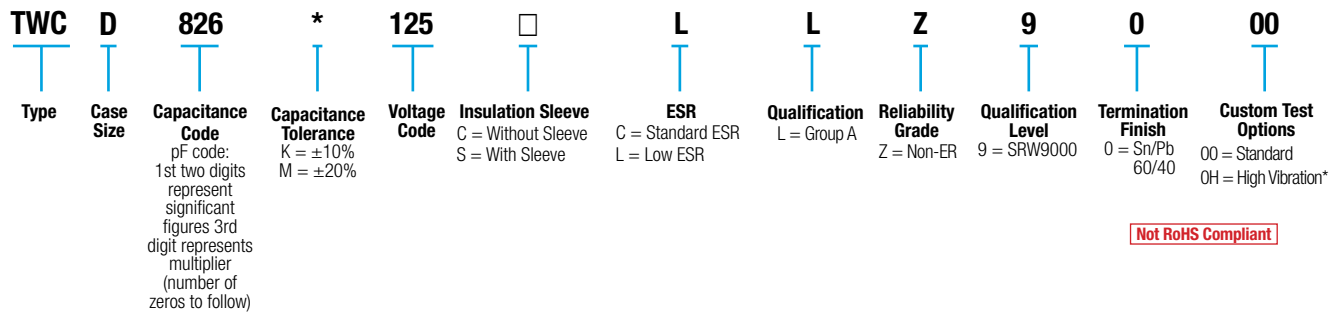 TWC D 826 * 125 □ L L Z 9 0 00
Type
Case
Size
Capacitance
Code
pF code:
1st two digits
represent
significant
figures 3rd
digit represents
multiplier
(number of
zeros to follow)
Capacitance
Tolerance
K = ±10%
M = ±20%
Voltage
Code
Insulation Sleeve
C = Without Sleeve
S = With Sleeve
ESR
C = Standard ESR
L = Low ESR
Qualification
L = Group A
Reliability
Grade
Z = Non-ER
Qualification
Level
9 = SRW9000
Termination
Finish
0 = Sn/Pb
60/40
Custom Test
Options
00 = Standard
0H = High Vibration*
Not RoHS Compliant